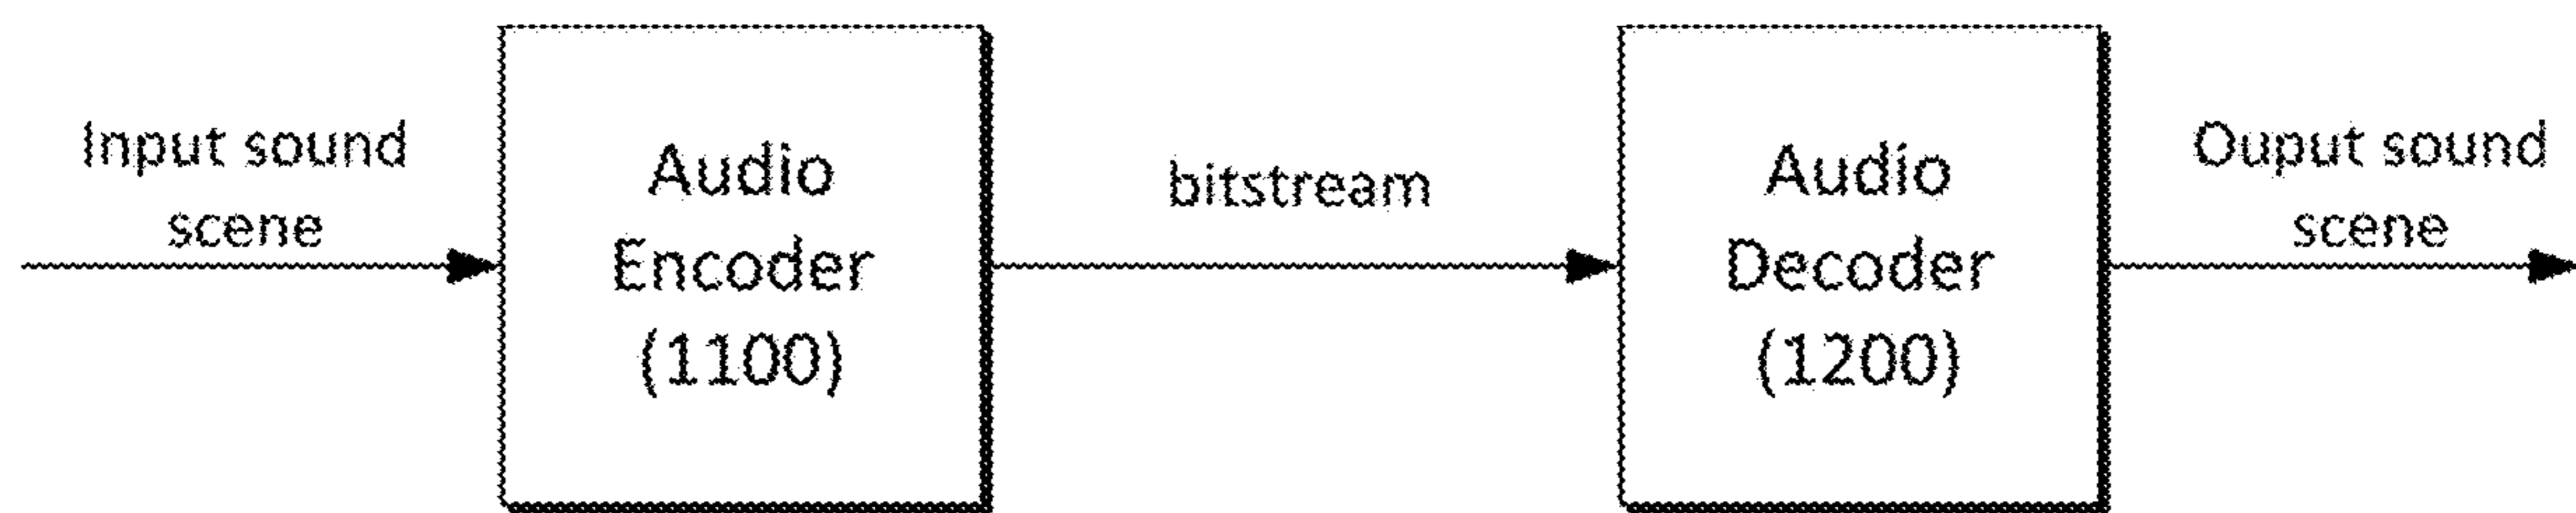 Input sound
scene
Audio
Encoder
(1100)
bitstream
Audio
Decoder
(1200)
Ouput sound
scene